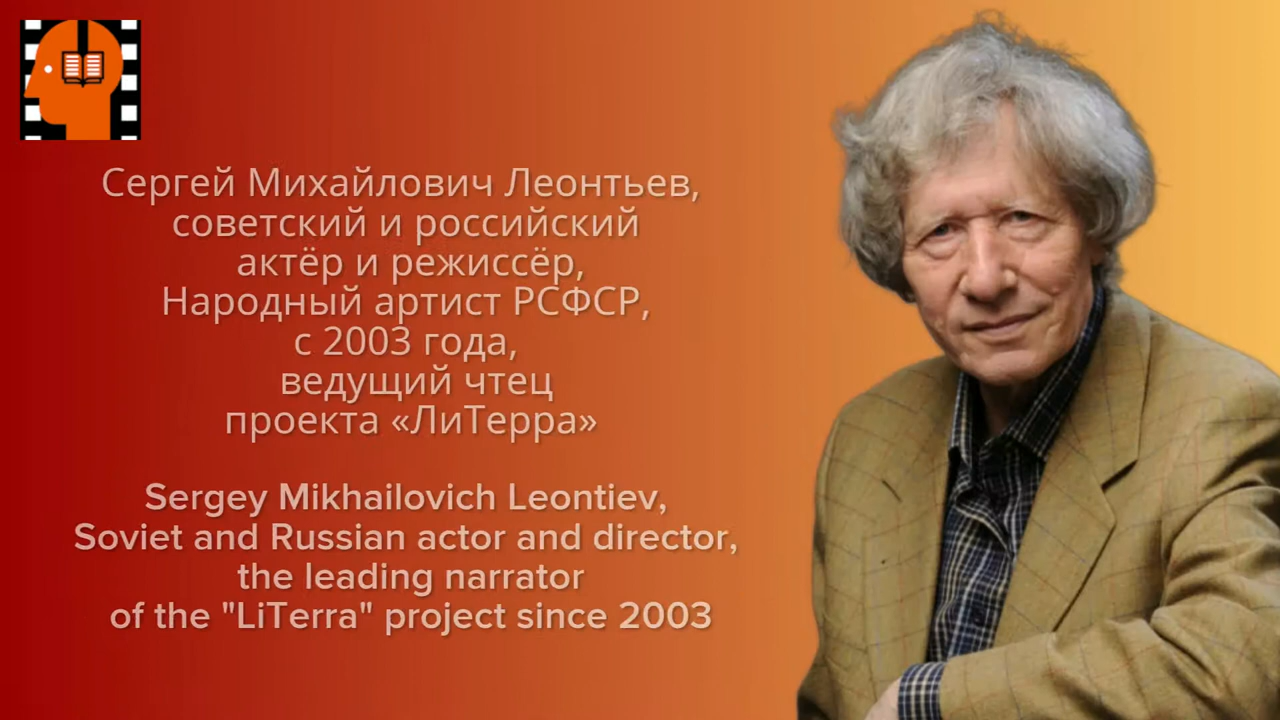 Сергей Михайлович Леонтьев,
советский и российский
актёр и режиссёр,
Народный артист РСФСР,
с 2003 года,
ведущий чтец
проекта «ЛиТерра»
Sergey Mikhailovich Leontiev,
Soviet and Russian actor and director,
the leading narrator
of the "LiTerra" project since 2003